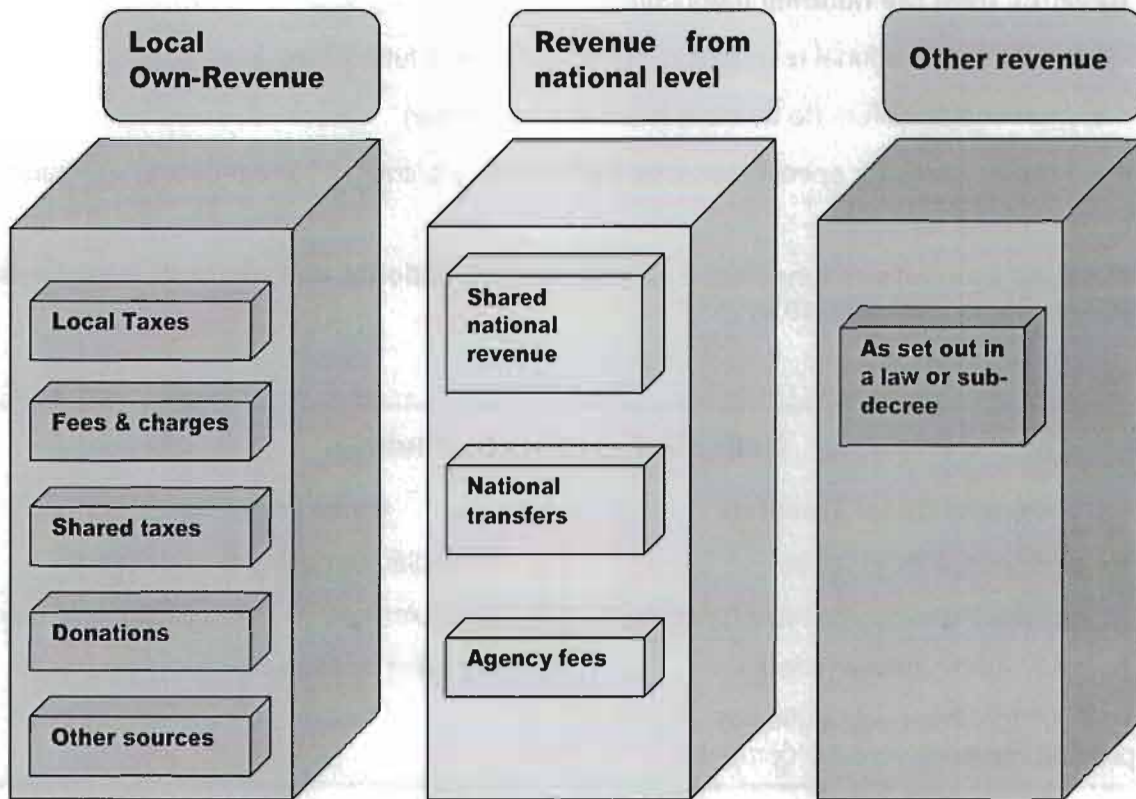 Local
Own-Revenue
Revenue from
national level
Other revenue
Local Taxes
Fees & charges
Shared taxes
Donations
Other sources
Shared
national
revenue
National
transfers
Agency fees
As set out in
a law or sub-
decree